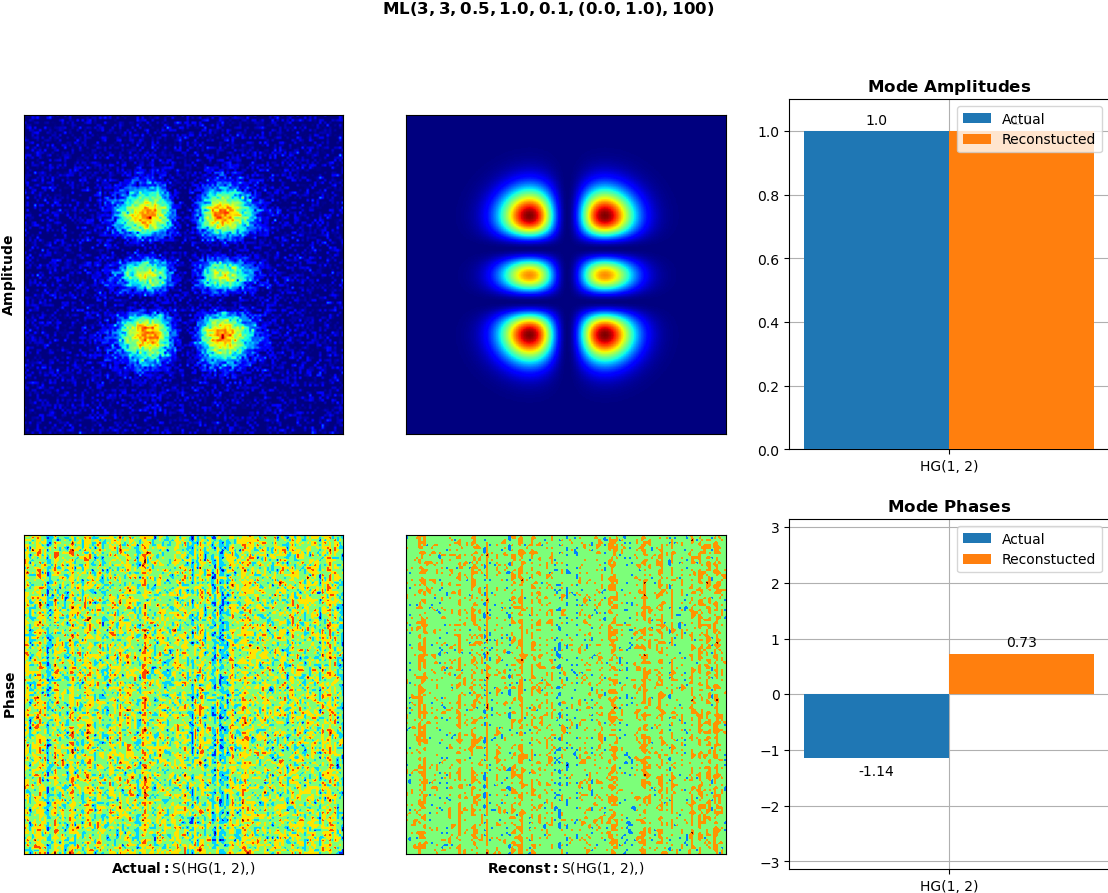 ML(3, 3, 0.5, 1.0, 0.1, (0.0, 1.0), 100)
Amplitude
Mode Amplitudes
Actual
Reconstucted
1.0
1.0
0.8
0.6
0.4
0.2
0.0
HG(1, 2)
Phase
Actual: S(HG(1, 2),)
Reconst: S(HG(1, 2),)
Mode Phases
Actual
Reconstucted
3
2
1
0
−1
−2
−3
0.73
-1.14
HG(1, 2)